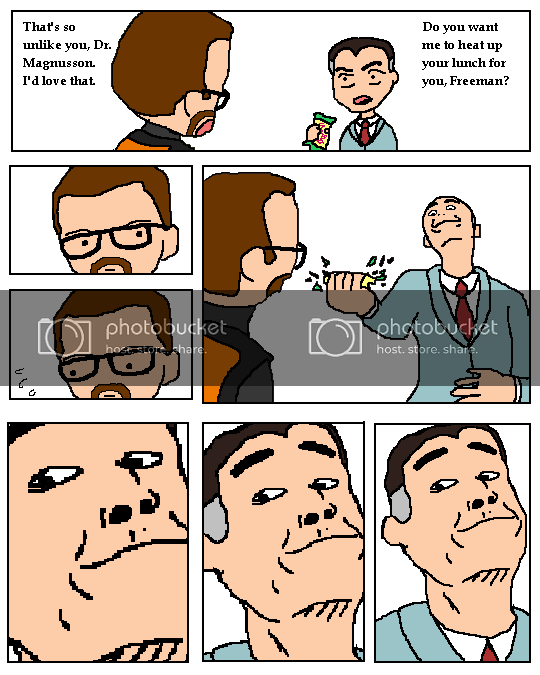 That's so
unlike you, Dr.
Magnusson.
I'd love that.
Do you want
me to heat up
your lunch for
you, Freeman?
photobucket
host. store. share.
photobucket
host. store. share.